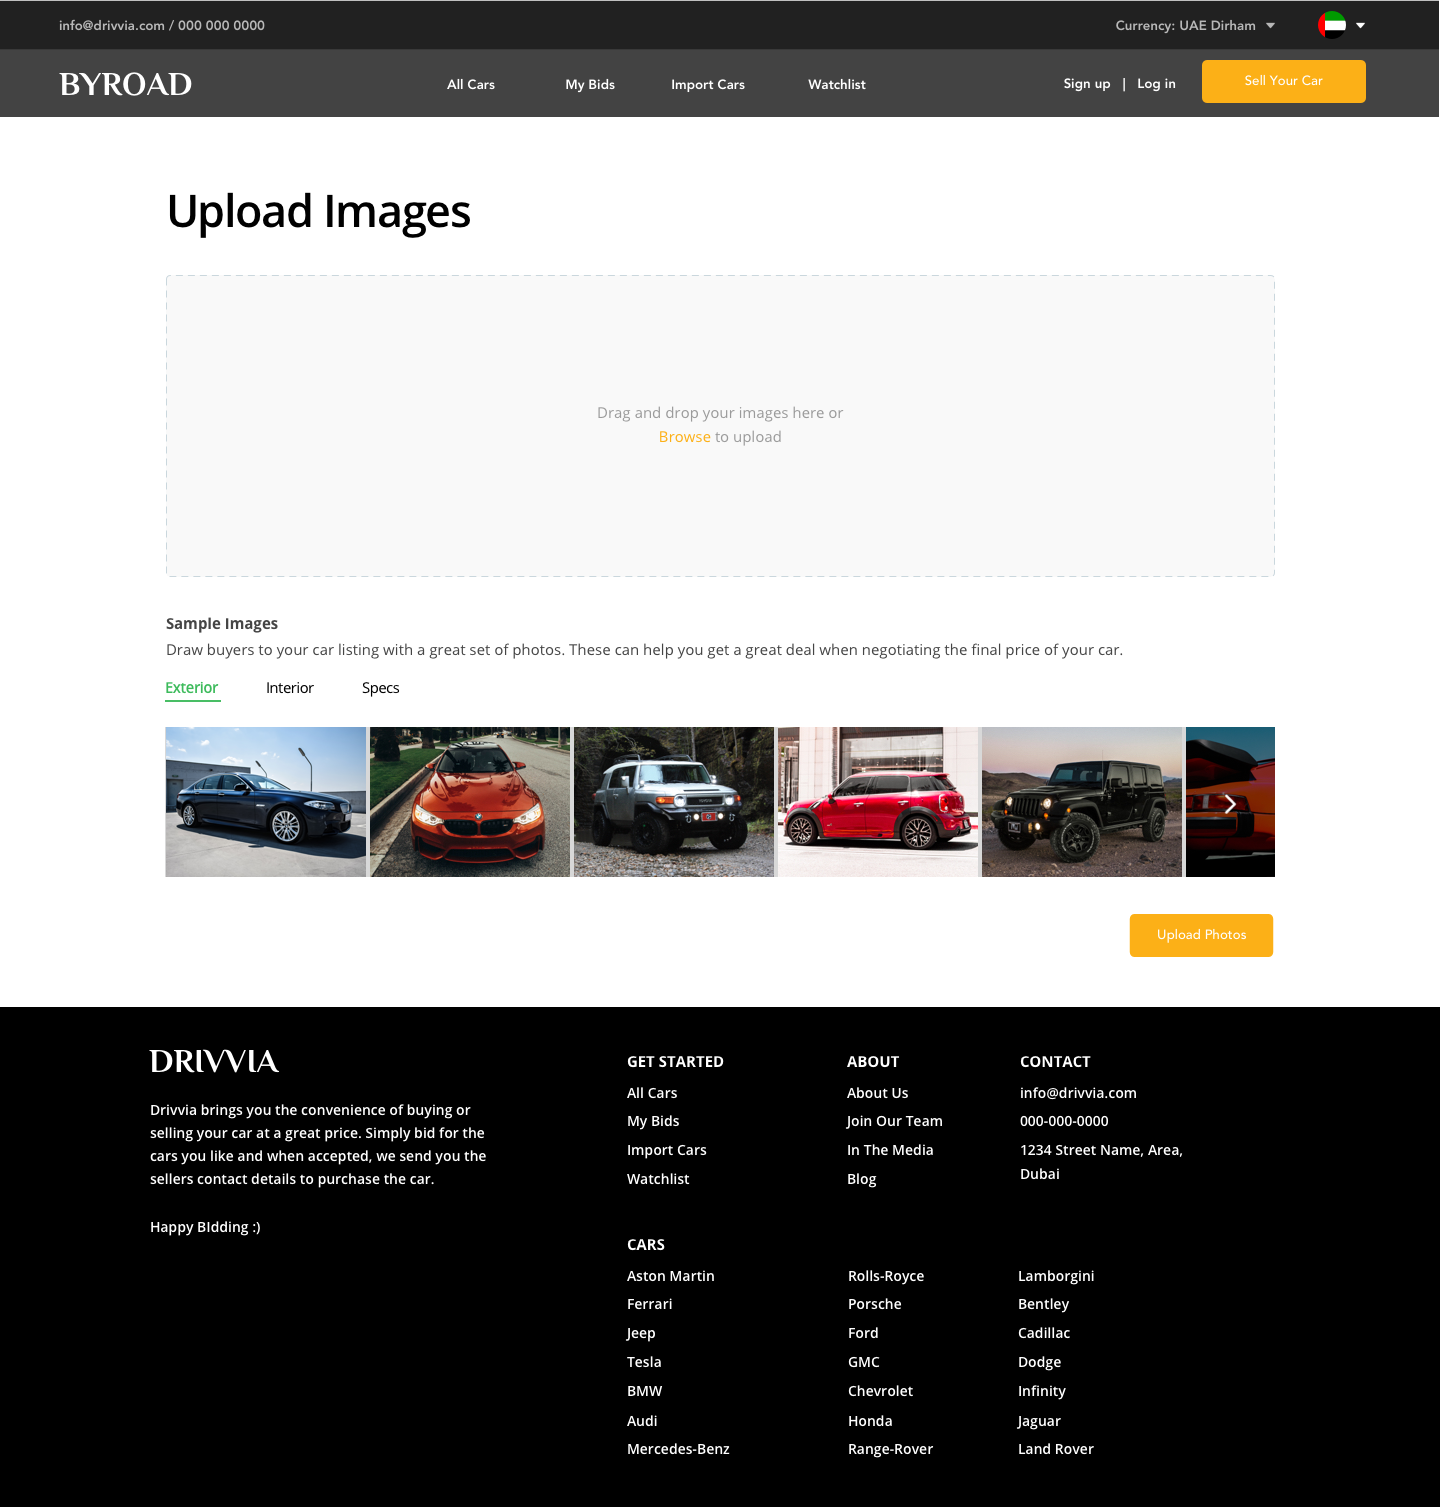 info@drivvia.com / 000 000 0000
Currency: UAE Dirham
BYROAD
All Cars
My Bids
Import Cars
Watchlist
Sign up | Log in
Sell Your Car
Upload Images
Drag and drop your images here or
Browse to upload
Sample Images
Draw buyers to your car listing with a great set of photos. These can help you get a great deal when negotiating the final price of your car.
Exterior
Interior
Specs
Upload Photos
DRIVVIA
Drivvia brings you the convenience of buying or
selling your car at a great price. Simply bid for the
cars you like and when accepted, we send you the
sellers contact details to purchase the car.
Happy BIdding :)
GET STARTED
All Cars
My Bids
Import Cars
Watchlist
ABOUT
About Us
Join Our Team
In The Media
Blog
CONTACT
info@drivvia.com
000-000-0000
1234 Street Name, Area,
Dubai
CARS
Aston Martin
Ferrari
Jeep
Tesla
BMW
Audi
Mercedes-Benz
Rolls-Royce
Porsche
Ford
GMC
Chevrolet
Honda
Range-Rover
Lamborgini
Bentley
Cadillac
Dodge
Infinity
Jaguar
Land Rover